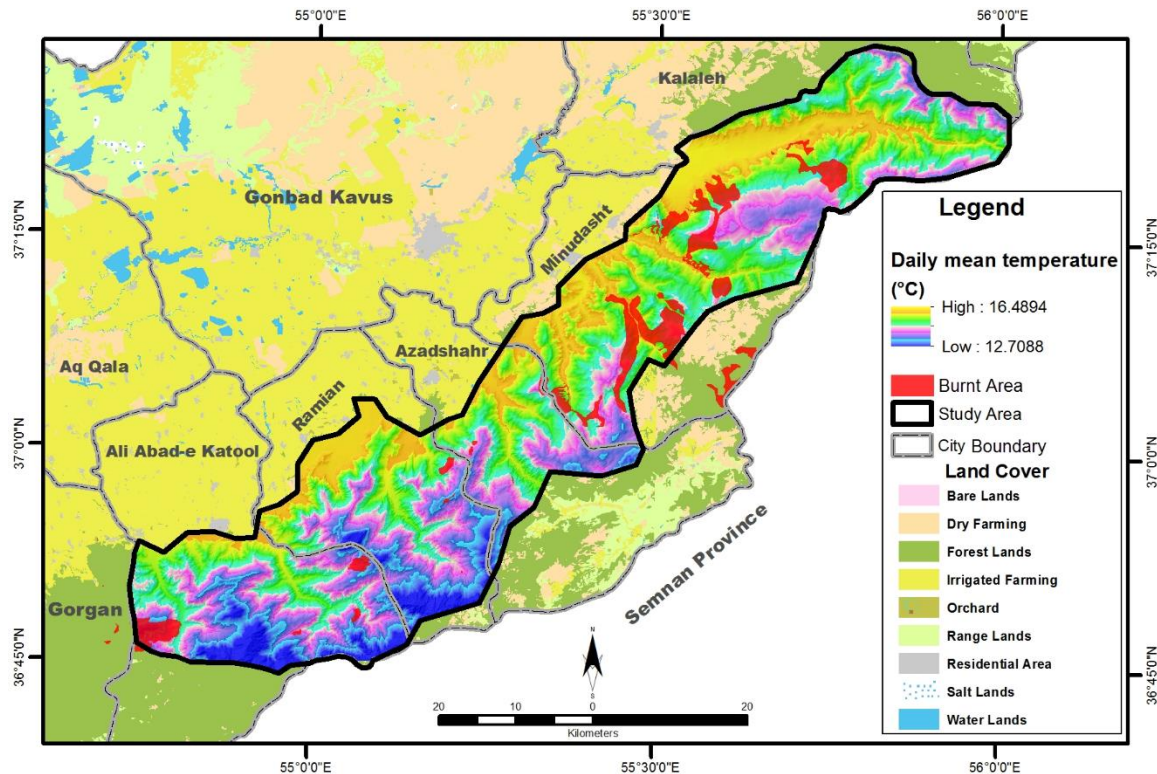 55°0'0"E
55°30'0"E
56°0'0"E
37°15'0"N
37°0'0"N
36°45'0"N
Kalaleh
Gonbad Kavus
Minudasht
Azadshahr
Aq Qala
Ramian
Ali Abad-e Katool
Gorgan
Semnan Province
N
S
20
10
0
20
Kilometers
Legend
Daily mean temperature
(°C)
High : 16.4894
Low : 12.7088
Burnt Area
Study Area
City Boundary
Land Cover
Bare Lands
Dry Farming
Forest Lands
Irrigated Farming
Orchard
Range Lands
Residential Area
Salt Lands
Water Lands
37°15'0"N
37°0'0"N
36°45'0"N
55°0'0"E
55°30'0"E
56°0'0"E